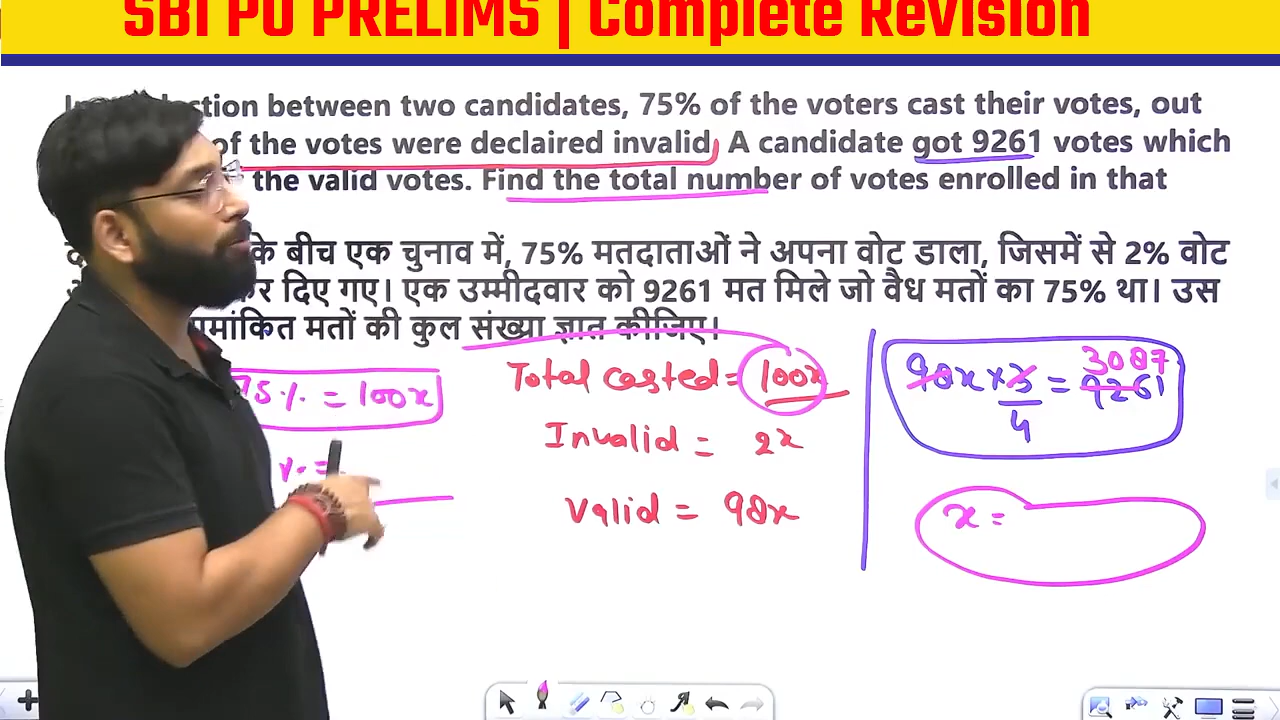 SBI PO PRELIMS | Complete Revision
election between two candidates, 75% of the voters cast their votes, out
of the votes were declaired invalid. A candidate got 9261 votes which
the valid votes. Find the total number of votes enrolled in that
के बीच एक चुनाव में, 75% मतदाताओं ने अपना वोट डाला, जिसमें से 2% वोट
कर दिए गए। एक उम्मीदवार को 9261 मत मिले जो वैध मतों का 75% था। उस
मतों की कुल संख्या ज्ञात कीजिए।
75% = 100x
% =
Total casted = 100x
Invalid = 2x
Valid = 98x
3087
98x × 3/4 = 9261
x =